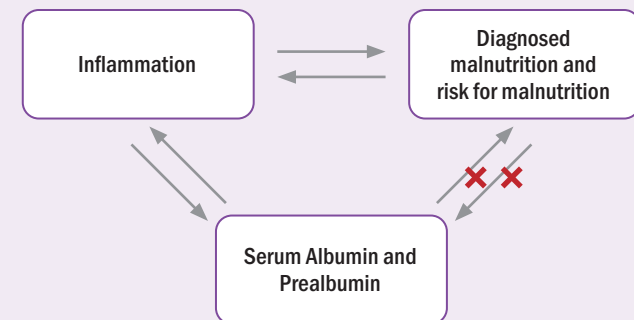 Inflammation
Diagnosed
malnutrition and
risk for malnutrition
Serum Albumin and
Prealbumin